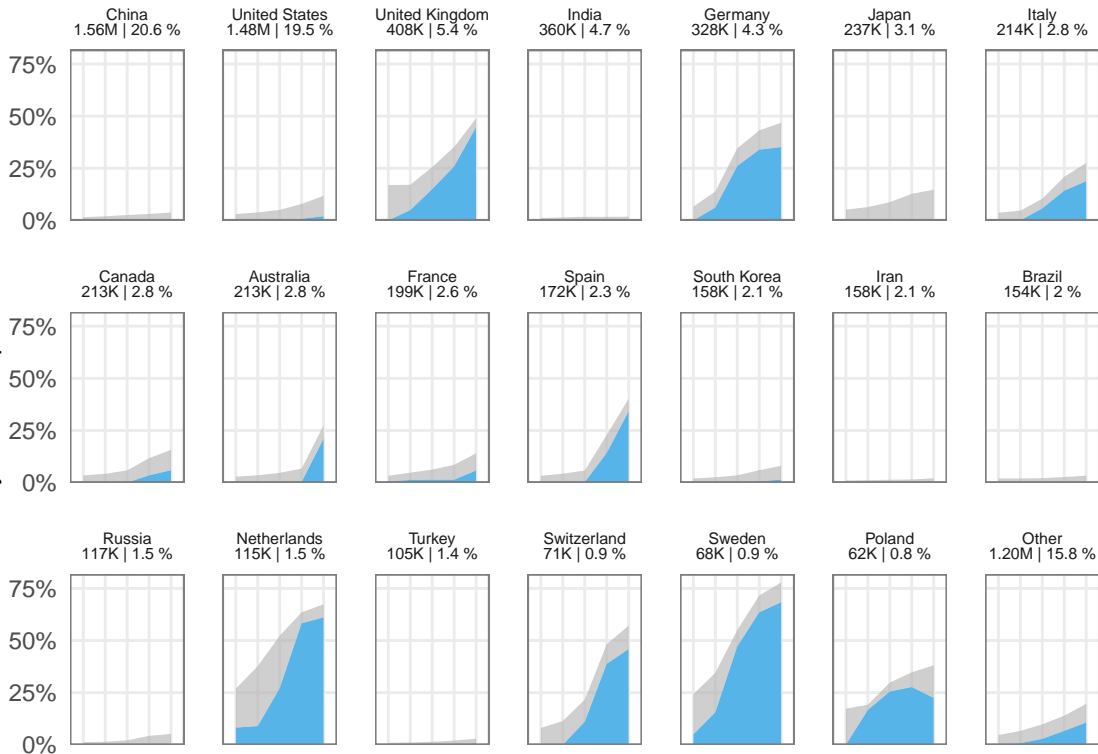 China
1.56M | 20.6 %
United States
1.48M | 19.5 %
United Kingdom
408K | 5.4 %
India
360K | 4.7 %
Germany
328K | 4.3 %
Japan
237K | 3.1 %
Italy
214K | 2.8 %
75%
50%
25%
0%
Canada
213K | 2.8 %
Australia
213K | 2.8 %
France
199K | 2.6 %
Spain
172K | 2.3 %
South Korea
158K | 2.1 %
Iran
158K | 2.1 %
Brazil
154K | 2 %
75%
50%
25%
0%
Russia
117K | 1.5 %
Netherlands
115K | 1.5 %
Turkey
105K | 1.4 %
Switzerland
71K | 0.9 %
Sweden
68K | 0.9 %
Poland
62K | 0.8 %
Other
1.20M | 15.8 %
75%
50%
25%
0%